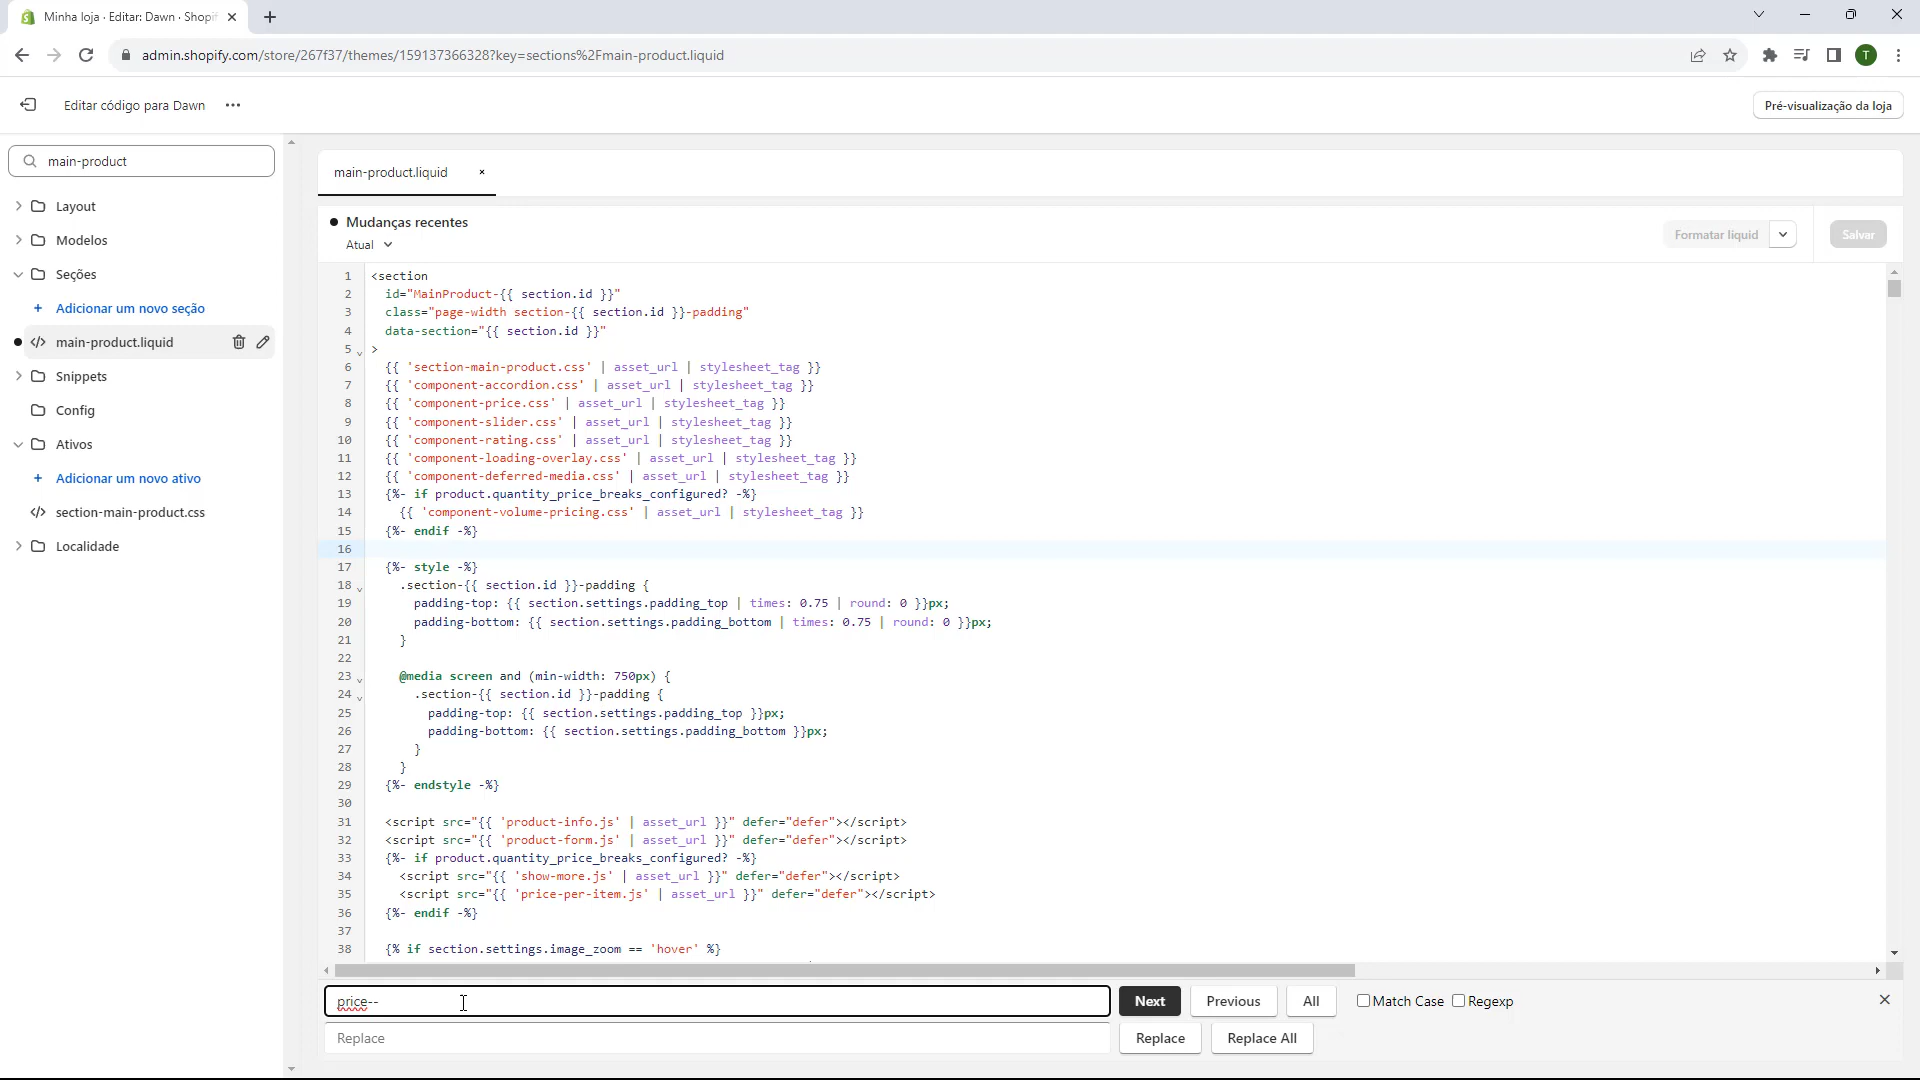 Minha loja · Editar: Dawn · Shopif
admin.shopify.com/store/267f37/themes/159137366328?key=sections%2Fmain-product.liquid
T
Editar código para Dawn
Pré-visualização da loja
main-product
Layout
Modelos
Seções
+ Adicionar um novo seção
main-product.liquid
Snippets
Config
Ativos
+ Adicionar um novo ativo
section-main-product.css
Localidade
main-product.liquid
Mudanças recentes
Atual
Formatar liquid
Salvar
1 <section
2 id="MainProduct-{{ section.id }}"
3 class="page-width section-{{ section.id }}-padding"
4 data-section="{{ section.id }}"
5 >
6 {{ 'section-main-product.css' | asset_url | stylesheet_tag }}
7 {{ 'component-accordion.css' | asset_url | stylesheet_tag }}
8 {{ 'component-price.css' | asset_url | stylesheet_tag }}
9 {{ 'component-slider.css' | asset_url | stylesheet_tag }}
10 {{ 'component-rating.css' | asset_url | stylesheet_tag }}
11 {{ 'component-loading-overlay.css' | asset_url | stylesheet_tag }}
12 {{ 'component-deferred-media.css' | asset_url | stylesheet_tag }}
13 {%- if product.quantity_price_breaks_configured? -%}
14 {{ 'component-volume-pricing.css' | asset_url | stylesheet_tag }}
15 {%- endif -%}
16
17 {%- style -%}
18 .section-{{ section.id }}-padding {
19 padding-top: {{ section.settings.padding_top | times: 0.75 | round: 0 }}px;
20 padding-bottom: {{ section.settings.padding_bottom | times: 0.75 | round: 0 }}px;
21 }
22
23 @media screen and (min-width: 750px) {
24 .section-{{ section.id }}-padding {
25 padding-top: {{ section.settings.padding_top }}px;
26 padding-bottom: {{ section.settings.padding_bottom }}px;
27 }
28 }
29 {%- endstyle -%}
30
31 <script src="{{ 'product-info.js' | asset_url }}" defer="defer"></script>
32 <script src="{{ 'product-form.js' | asset_url }}" defer="defer"></script>
33 {%- if product.quantity_price_breaks_configured? -%}
34 <script src="{{ 'show-more.js' | asset_url }}" defer="defer"></script>
35 <script src="{{ 'price-per-item.js' | asset_url }}" defer="defer"></script>
36 {%- endif -%}
37
38 {% if section.settings.image_zoom == 'hover' %}
price--
Next
Previous
All
Match Case
Regexp
Replace
Replace
Replace All